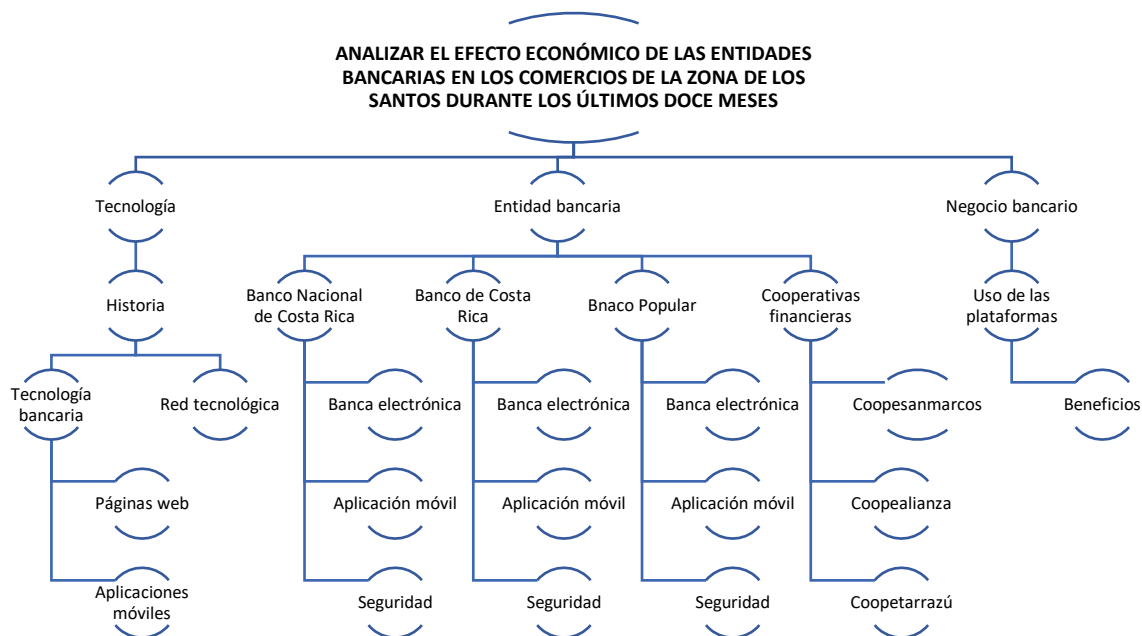 ANALIZAR EL EFECTO ECONÓMICO DE LAS ENTIDADES
BANCARIAS EN LOS COMERCIOS DE LA ZONA DE LOS
SANTOS DURANTE LOS ÚLTIMOS DOCE MESES
Tecnología
Entidad bancaria
Negocio bancario
Historia
Banco Nacional
de Costa Rica
Banco de Costa
Rica
Bnaco Popular
Cooperativas
financieras
Uso de las
plataformas
Tecnología
bancaria
Red tecnológica
Banca electrónica
Banca electrónica
Banca electrónica
Coopesanmarcos
Beneficios
Páginas web
Aplicación móvil
Aplicación móvil
Aplicación móvil
Coopealianza
Aplicaciones
móviles
Seguridad
Seguridad
Seguridad
Coopetarrazú